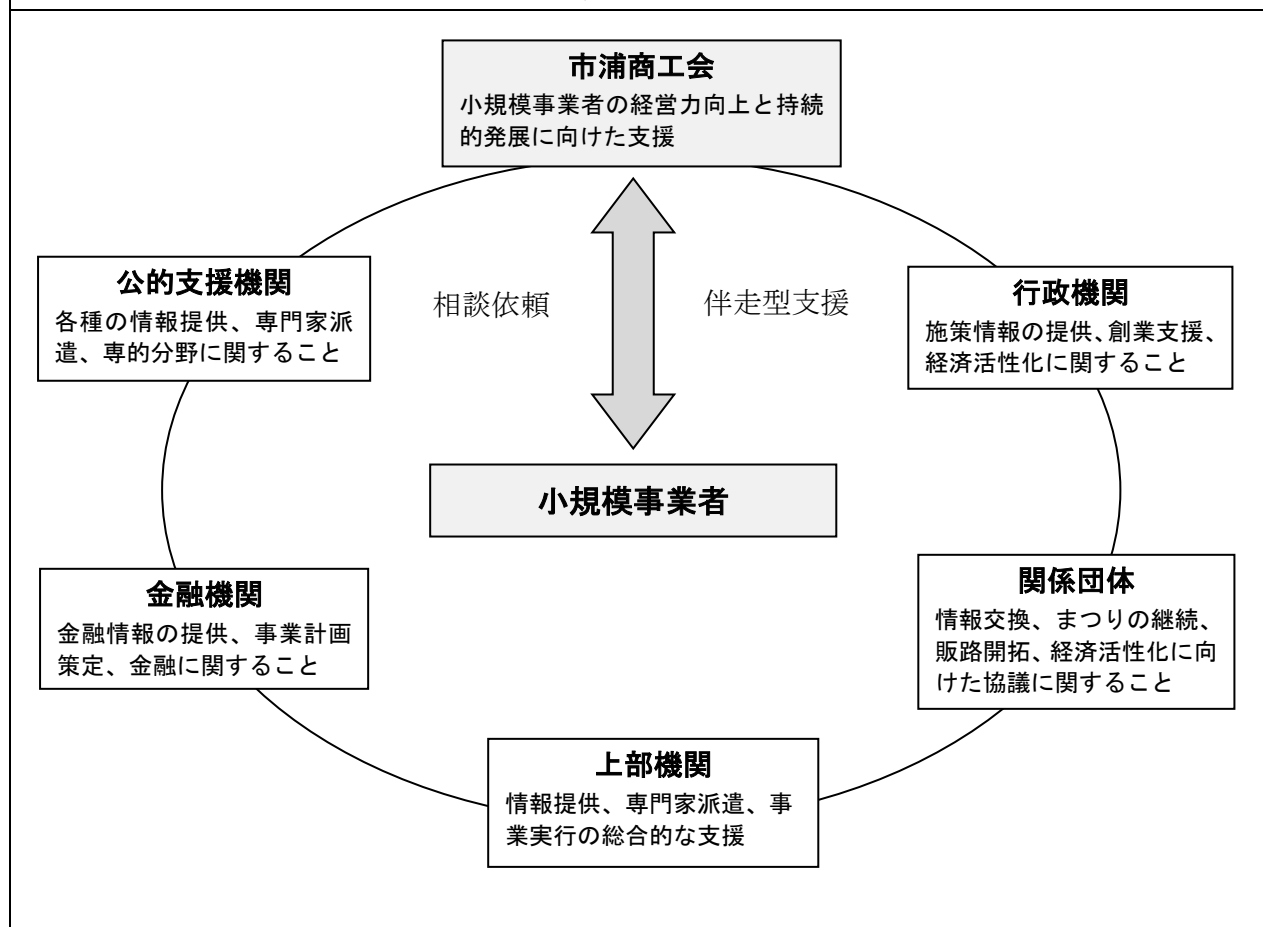 市浦商工会
小規模事業者の経営力向上と持続
的発展に向けた支援
公的支援機関
各種の情報提供、専門家派
遣、専的分野に関すること
相談依頼
伴走型支援
行政機関
施策情報の提供、創業支援、
経済活性化に関すること
小規模事業者
金融機関
金融情報の提供、事業計画
策定、金融に関すること
関係団体
情報交換、まつりの継続、
販路開拓、経済活性化に向
けた協議に関すること
上部機関
情報提供、専門家派遣、事
業実行の総合的な支援